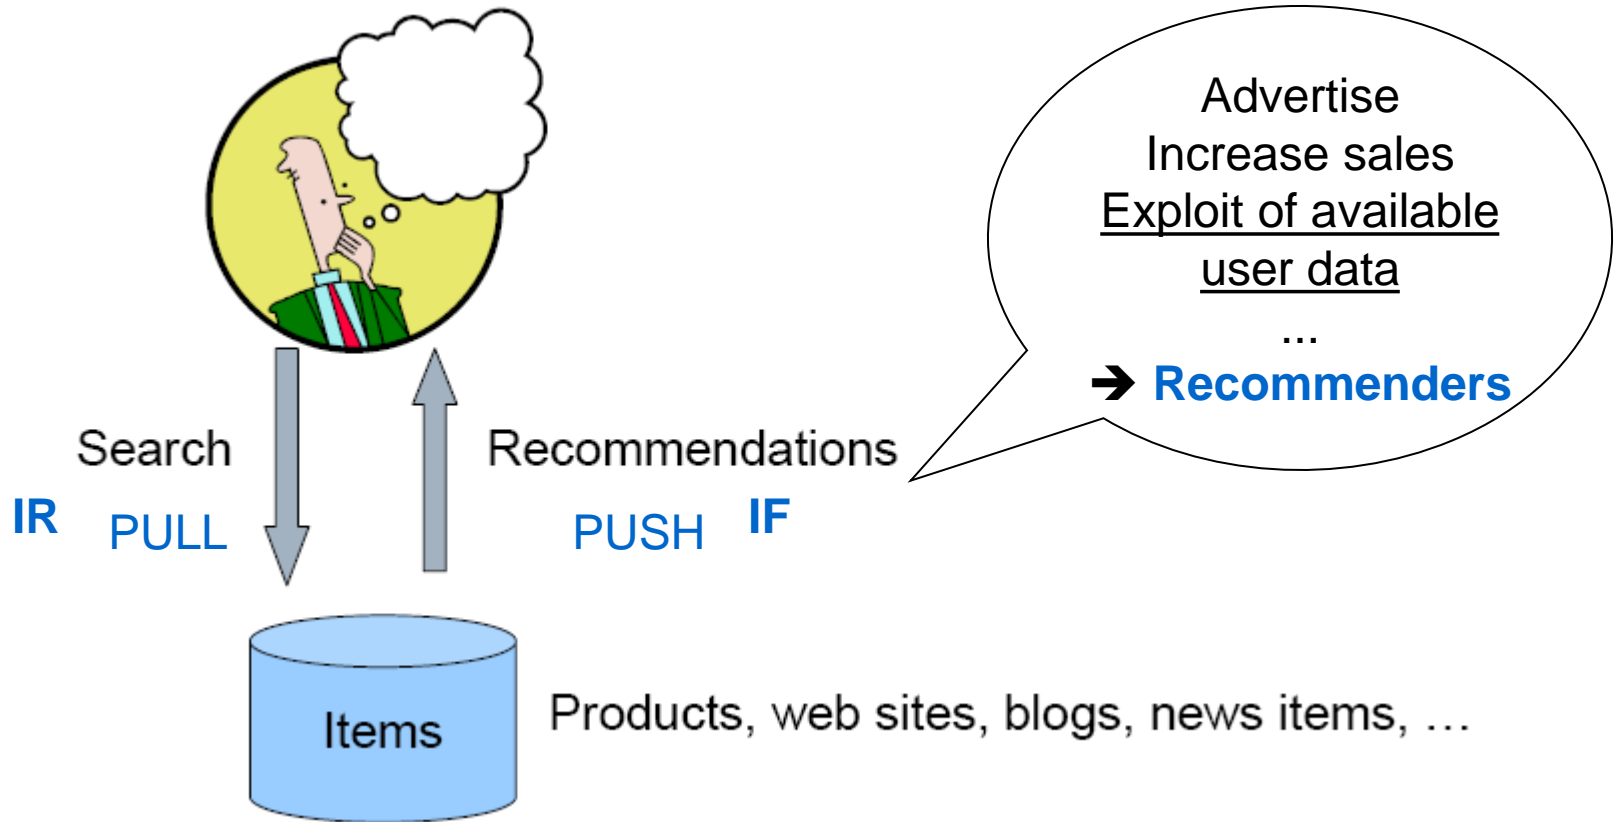 Advertise
Increase sales
Exploit of available
user data
...
➔ Recommenders
Search
Recommendations
IR PULL
PUSH IF
Items
Products, web sites, blogs, news items, …